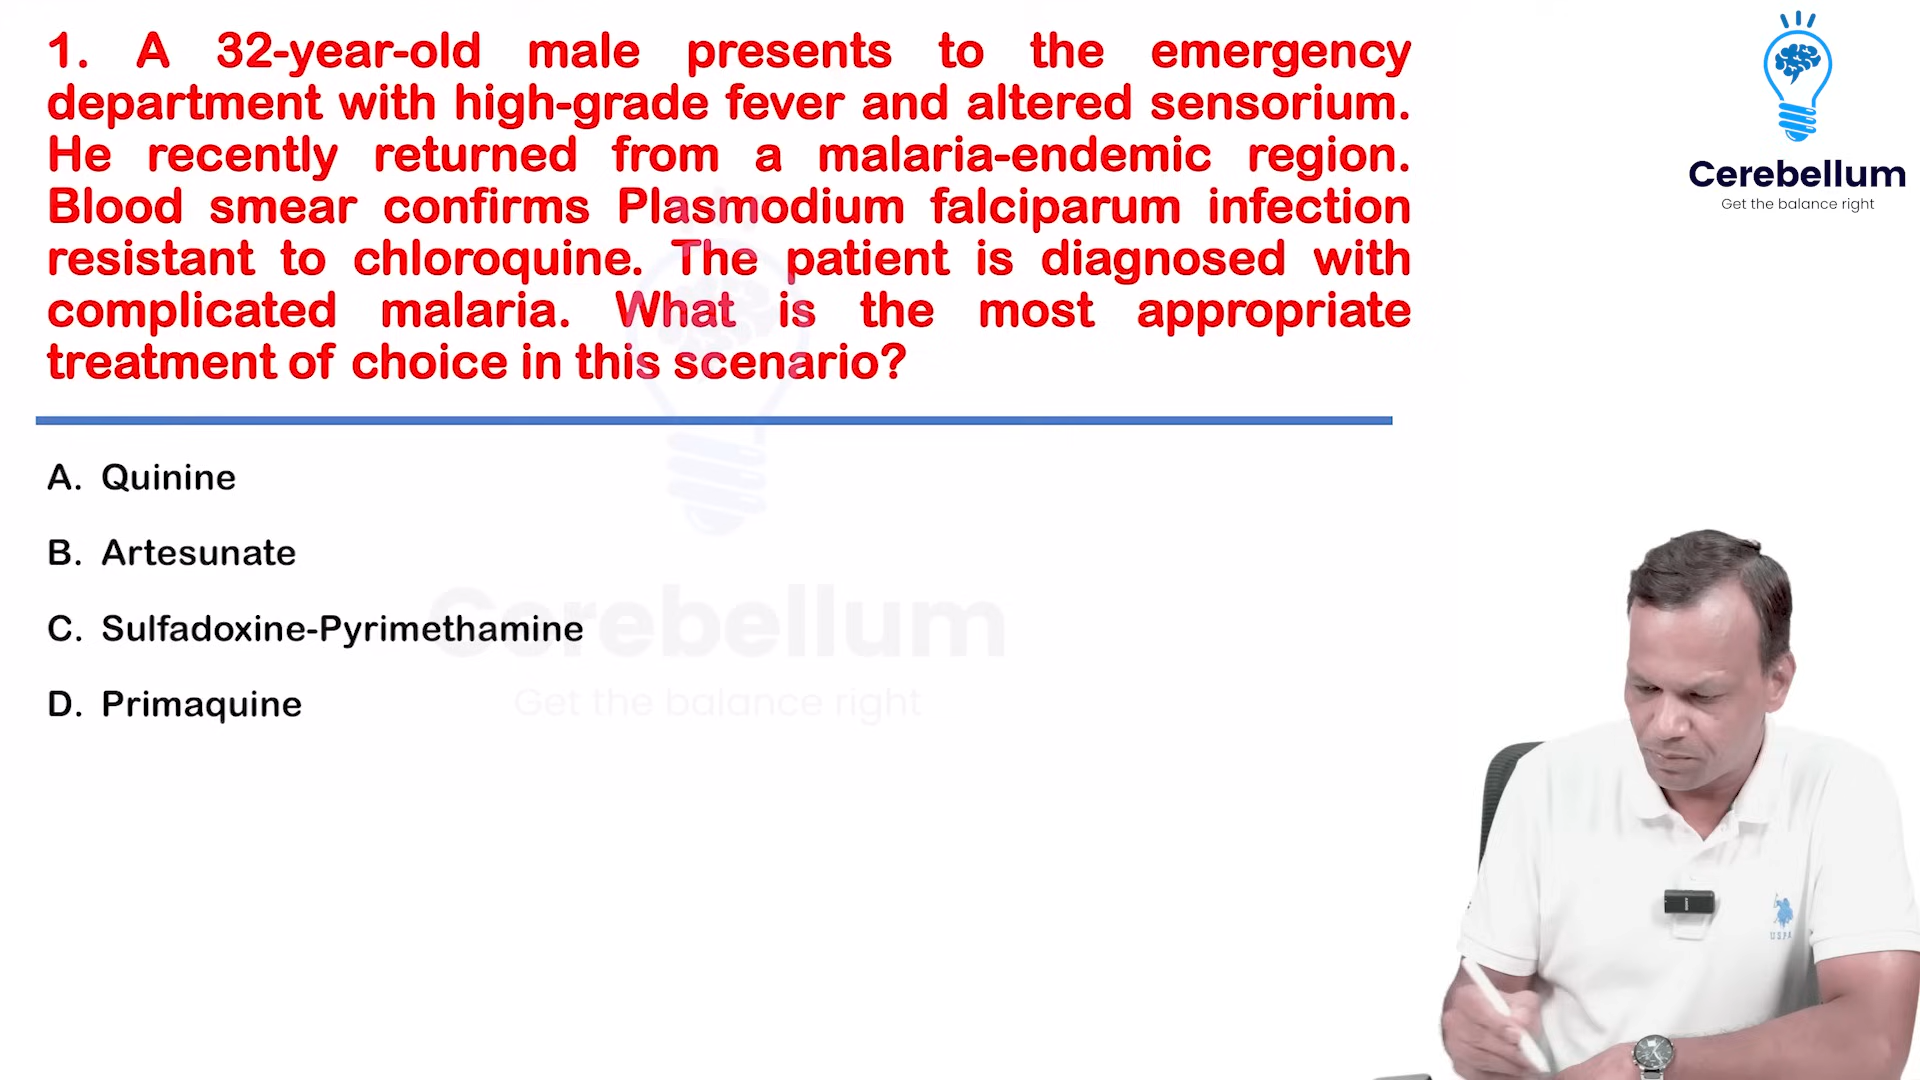 1. A 32-year-old male presents to the emergency
department with high-grade fever and altered sensorium.
He recently returned from a malaria-endemic region.
Blood smear confirms Plasmodium falciparum infection
resistant to chloroquine. The patient is diagnosed with
complicated malaria. What is the most appropriate
treatment of choice in this scenario?
A. Quinine
B. Artesunate
C. Sulfadoxine-Pyrimethamine
D. Primaquine
Cerebellum
Get the balance right
Cerebellum
Get the balance right
USPA